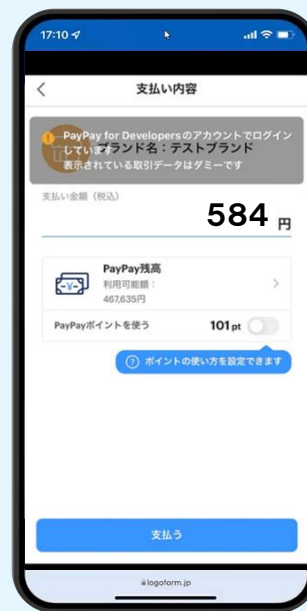 17:10
支払い内容
PayPay for Developersのアカウントでログイン
しています
ブランド名：テストブランド
表示されている取引データはダミーです
支払い金額（税込）
584 円
PayPay残高
利用可能額：
467,635円
PayPayポイントを使う 101 pt
? ポイントの使い方を設定できます
支払う
logoform.jp